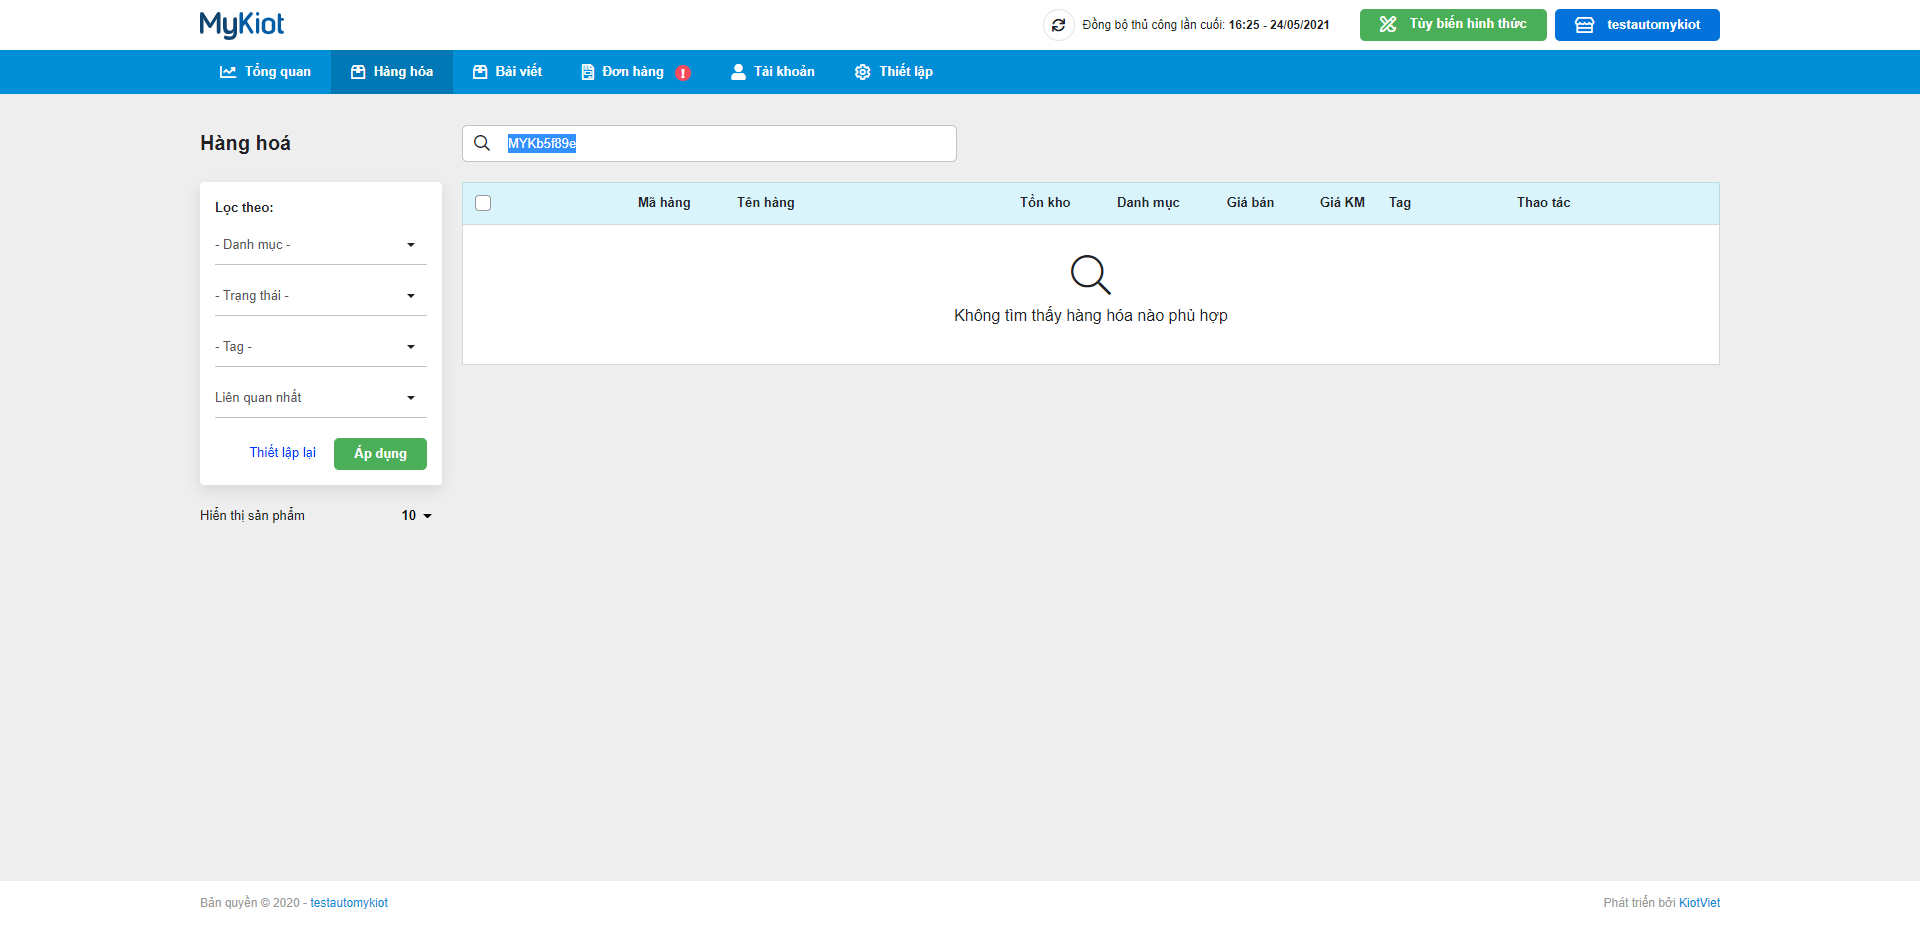 MyKiot
Đồng bộ thủ công lần cuối: 16:25 - 24/05/2021
Tùy biến hình thức
testautomykiot
Tổng quan
Hàng hóa
Bài viết
Đơn hàng
Tài khoản
Thiết lập
Hàng hoá
MYKb5f89e
Lọc theo:
- Danh mục -
- Trạng thái -
- Tag -
Liên quan nhất
Thiết lập lại
Áp dụng
Hiển thị sản phẩm
10
Mã hàng
Tên hàng
Tồn kho
Danh mục
Giá bán
Giá KM
Tag
Thao tác
Không tìm thấy hàng hóa nào phù hợp
Bản quyền © 2020 - testautomykiot
Phát triển bởi KiotViet